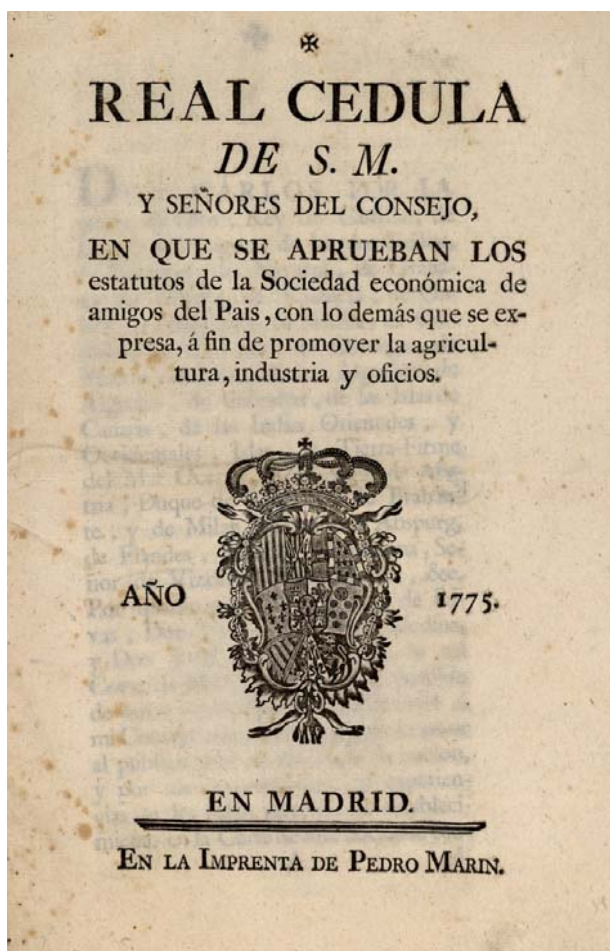 ✠
REAL CEDULA
DE S. M.
Y SEÑORES DEL CONSEJO,
EN QUE SE APRUEBAN LOS
estatutos de la Sociedad económica de
amigos del Pais, con lo demás que se ex-
presa, á fin de promover la agricul-
tura, industria y oficios.
AÑO 1775.
EN MADRID.
EN LA IMPRENTA DE PEDRO MARIN.